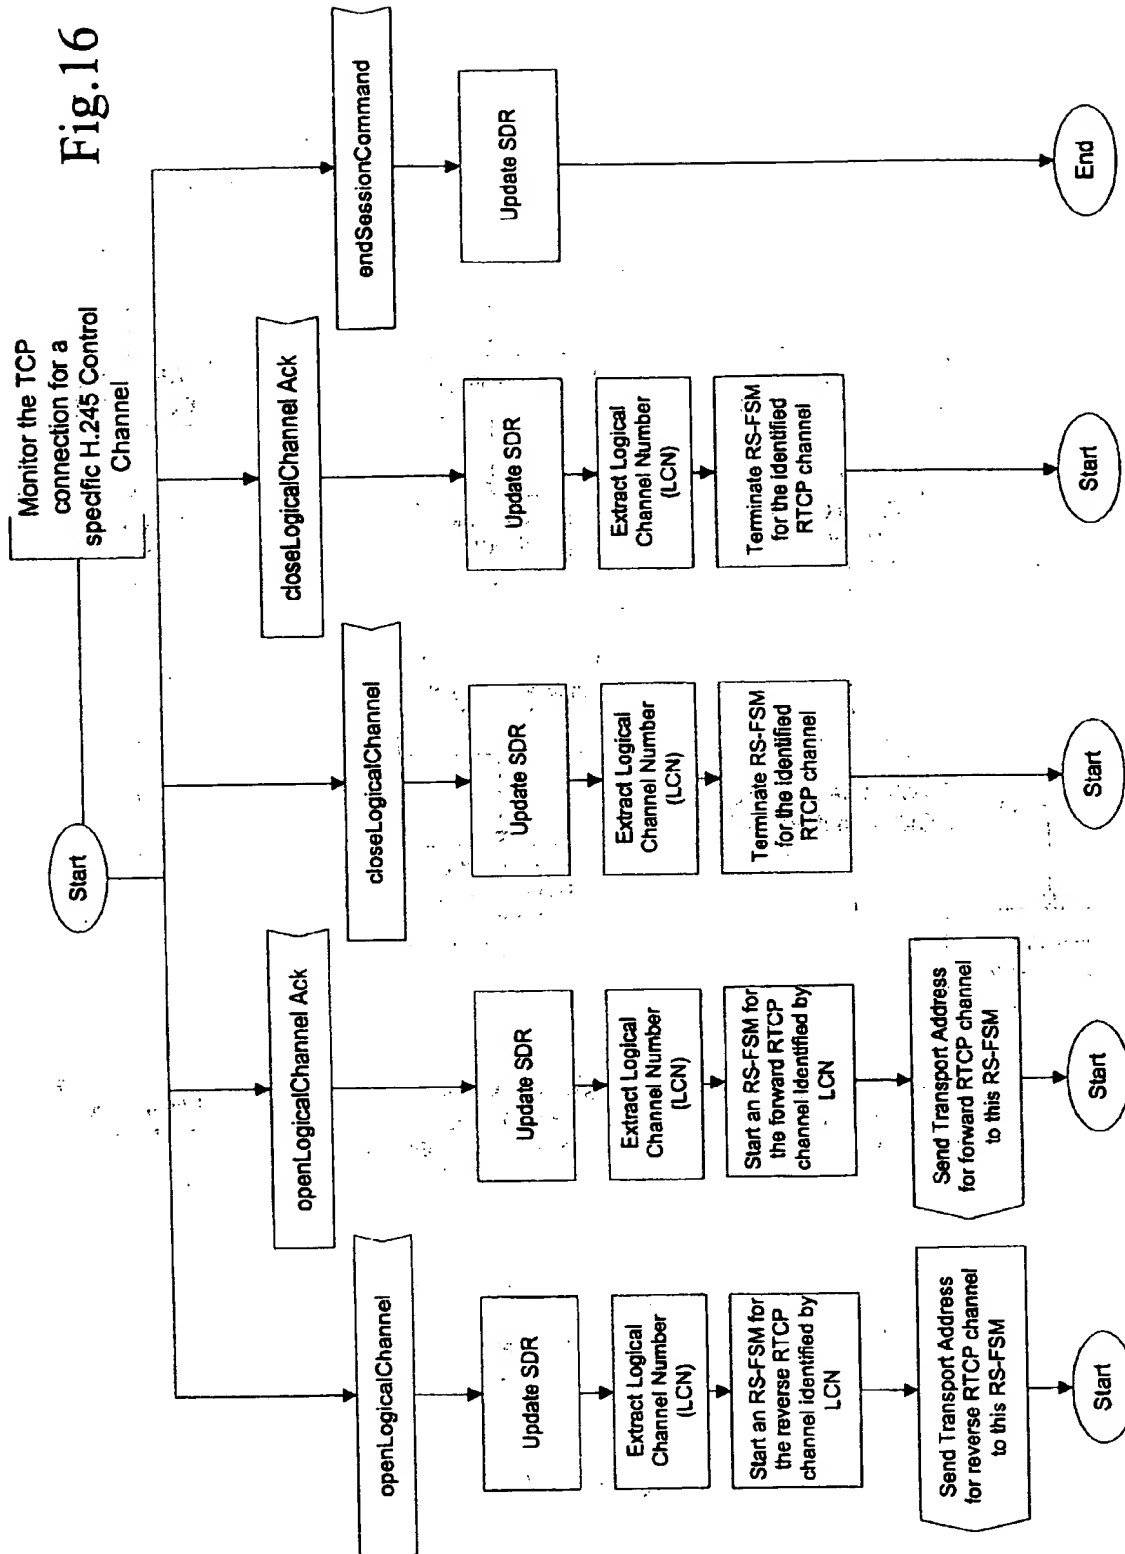 Fig.16
Monitor the TCP
connection for a
specific H.245 Control
Channel
Start
openLogicalChannel
Update SDR
Extract Logical
Channel Number
(LCN)
Start an RS-FSM for
the reverse RTCP
channel identified by
LCN
Send Transport Address
for reverse RTCP channel
to this RS-FSM
Start
openLogicalChannel Ack
Update SDR
Extract Logical
Channel Number
(LCN)
Start an RS-FSM for
the forward RTCP
channel identified by
LCN
Send Transport Address
for forward RTCP channel
to this RS-FSM
Start
closeLogicalChannel
Update SDR
Extract Logical
Channel Number
(LCN)
Terminate RS-FSM
for the identified
RTCP channel
Start
closeLogicalChannel Ack
Update SDR
Extract Logical
Channel Number
(LCN)
Terminate RS-FSM
for the identified
RTCP channel
Start
endSessionCommand
Update SDR
End